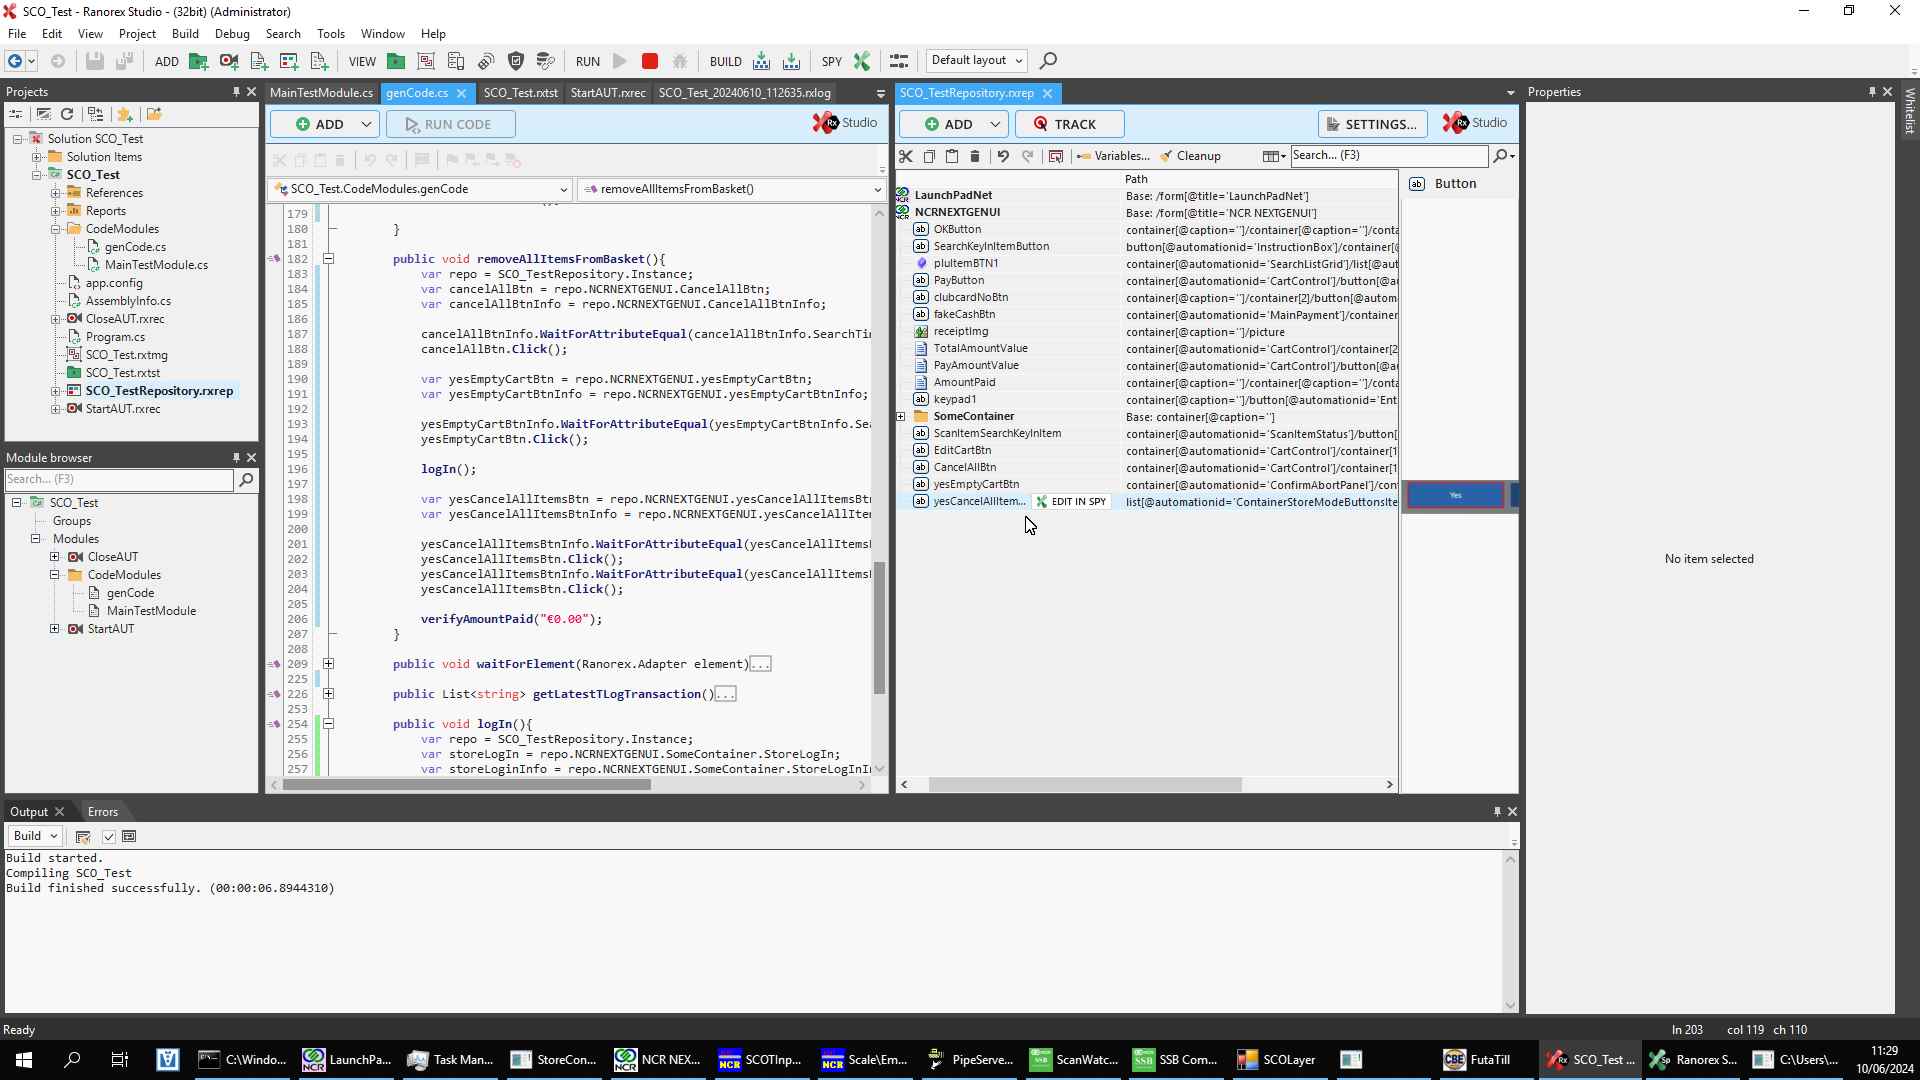 SCO_Test - Ranorex Studio - (32bit) (Administrator)
File Edit View Project Build Debug Search Tools Window Help
ADD VIEW RUN BUILD SPY Default layout
Projects
Solution SCO_Test
Solution Items
SCO_Test
References
Reports
CodeModules
genCode.cs
MainTestModule.cs
app.config
AssemblyInfo.cs
CloseAUT.rxrec
Program.cs
SCO_Test.rxtmg
SCO_Test.rxtst
SCO_TestRepository.rxrep
StartAUT.rxrec
Module browser
Search... (F3)
SCO_Test
Groups
Modules
CloseAUT
CodeModules
genCode
MainTestModule
StartAUT
MainTestModule.cs genCode.cs SCO_Test.rxtst StartAUT.rxrec SCO_Test_20240610_112635.rxlog
ADD RUN CODE Studio
SCO_Test.CodeModules.genCode removeAllItemsFromBasket()
179
180 }
181
182 public void removeAllItemsFromBasket(){
183 var repo = SCO_TestRepository.Instance;
184 var cancelAllBtn = repo.NCRNEXTGENUI.CancelAllBtn;
185 var cancelAllBtnInfo = repo.NCRNEXTGENUI.CancelAllBtnInfo;
186
187 cancelAllBtnInfo.WaitForAttributeEqual(cancelAllBtnInfo.SearchTi
188 cancelAllBtn.Click();
189
190 var yesEmptyCartBtn = repo.NCRNEXTGENUI.yesEmptyCartBtn;
191 var yesEmptyCartBtnInfo = repo.NCRNEXTGENUI.yesEmptyCartBtnInfo;
192
193 yesEmptyCartBtnInfo.WaitForAttributeEqual(yesEmptyCartBtnInfo.Sea
194 yesEmptyCartBtn.Click();
195
196 logIn();
197
198 var yesCancelAllItemsBtn = repo.NCRNEXTGENUI.yesCancelAllItemsBt
199 var yesCancelAllItemsBtnInfo = repo.NCRNEXTGENUI.yesCancelAllIte
200
201 yesCancelAllItemsBtnInfo.WaitForAttributeEqual(yesCancelAllItemsB
202 yesCancelAllItemsBtn.Click();
203 yesCancelAllItemsBtnInfo.WaitForAttributeEqual(yesCancelAllItemsB
204 yesCancelAllItemsBtn.Click();
205
206 verifyAmountPaid("€0.00");
207 }
208
209 public void waitForElement(Ranorex.Adapter element)...
225
226 public List<string> getLatestTLogTransaction()...
253
254 public void logIn(){
255 var repo = SCO_TestRepository.Instance;
256 var storeLogIn = repo.NCRNEXTGENUI.SomeContainer.StoreLogIn;
257 var storeLoginInfo = repo.NCRNEXTGENUI.SomeContainer.StoreLogInI
SCO_TestRepository.rxrep
ADD TRACK SETTINGS... Studio
Variables... Cleanup Search... (F3)
Path
LaunchPadNet Base: /form[@title='LaunchPadNet']
NCRNEXTGENUI Base: /form[@title='NCR NEXTGENUI']
OKButton container[@caption='']/container[@caption='']/conta
SearchKeyInItemButton button[@automationid='InstructionBox']/container[@
pluItemBTN1 container[@automationid='SearchListGrid']/list[@aut
PayButton container[@automationid='CartControl']/button[@au
clubcardNoBtn container[@caption='']/container[2]/button[@autom
fakeCashBtn container[@automationid='MainPayment']/container
receiptImg container[@caption='']/picture
TotalAmountValue container[@automationid='CartControl']/container[2
PayAmountValue container[@automationid='CartControl']/button[@au
AmountPaid container[@caption='']/container[@caption='']/conta
keypad1 container[@caption='']/button[@automationid='Ent
SomeContainer Base: container[@caption='']
ScanItemSearchKeyInItem container[@automationid='ScanItemStatus']/button[
EditCartBtn container[@automationid='CartControl']/container[1
CancelAllBtn container[@automationid='CartControl']/container[1
yesEmptyCartBtn container[@automationid='ConfirmAbortPanel']/cont
yesCancelAllItem... EDIT IN SPY list[@automationid='ContainerStoreModeButtonsIte
Button
Yes
Properties
No item selected
Whitelist
Output Errors
Build
Build started.
Compiling SCO_Test
Build finished successfully. (00:00:06.8944310)
Ready ln 203 col 119 ch 110
C:\Windo... LaunchPa... Task Man... StoreCon... NCR NEX... SCOTInp... Scale\Em... PipeServe... ScanWatc... SSB Com... SCOLayer FutaTill SCO_Test ... Ranorex S... C:\Users\...
11:29
10/06/2024